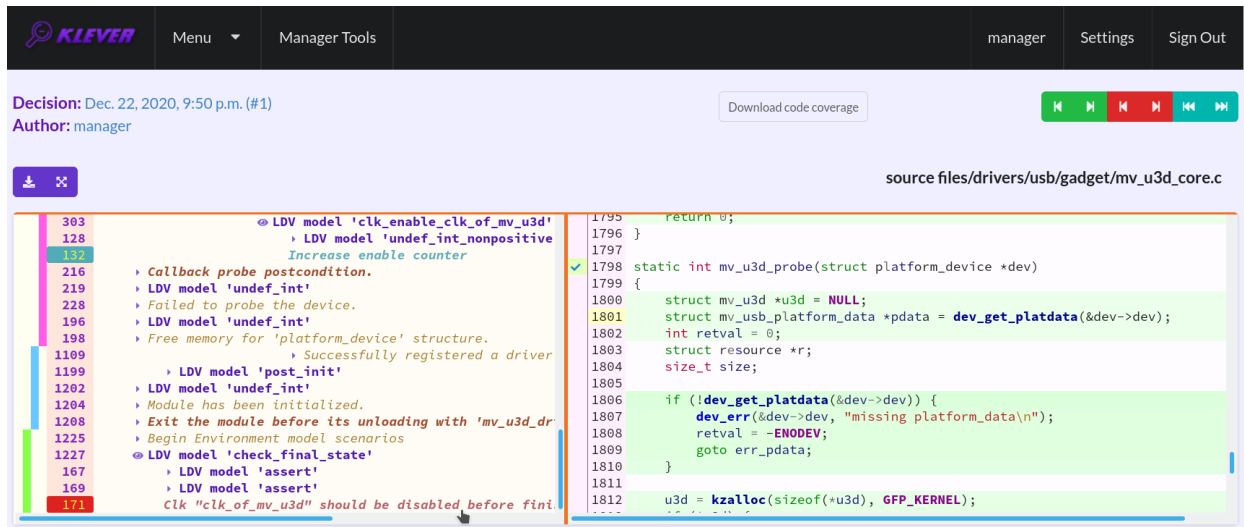 KLEVER Menu Manager Tools manager Settings Sign Out
Decision: Dec. 22, 2020, 9:50 p.m. (#1)
Author: manager
Download code coverage
source files/drivers/usb/gadget/mv_u3d_core.c
303 LDV model 'clk_enable_clk_of_mv_u3d'
128 LDV model 'undef_int_nonpositive
132 Increase enable counter
216 Callback probe postcondition.
219 LDV model 'undef_int'
228 Failed to probe the device.
196 LDV model 'undef_int'
198 Free memory for 'platform_device' structure.
1109 Successfully registered a driver
1199 LDV model 'post_init'
1202 LDV model 'undef_int'
1204 Module has been initialized.
1208 Exit the module before its unloading with 'mv_u3d_dr
1225 Begin Environment model scenarios
1227 LDV model 'check_final_state'
167 LDV model 'assert'
169 LDV model 'assert'
171 Clk "clk_of_mv_u3d" should be disabled before fini
1795 return 0;
1796 }
1797
1798 static int mv_u3d_probe(struct platform_device *dev)
1799 {
1800 struct mv_u3d *u3d = NULL;
1801 struct mv_usb_platform_data *pdata = dev_get_platdata(&dev->dev);
1802 int retval = 0;
1803 struct resource *r;
1804 size_t size;
1805
1806 if (!dev_get_platdata(&dev->dev)) {
1807 dev_err(&dev->dev, "missing platform_data\n");
1808 retval = -ENODEV;
1809 goto err_pdata;
1810 }
1811
1812 u3d = kzalloc(sizeof(*u3d), GFP_KERNEL);